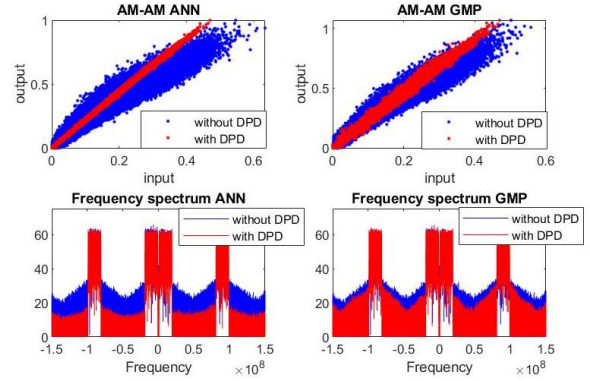 AM-AM ANN
1
0.5
0
output
without DPD
with DPD
0 0.2 0.4 0.6
input
AM-AM GMP
1
0.5
0
output
without DPD
with DPD
0 0.2 0.4 0.6
input
Frequency spectrum ANN
without DPD
with DPD
60
40
20
0
-1.5 -1 -0.5 0 0.5 1 1.5
Frequency
×10^8
Frequency spectrum GMP
without DPD
with DPD
60
40
20
0
-1.5 -1 -0.5 0 0.5 1 1.5
Frequency
×10^8